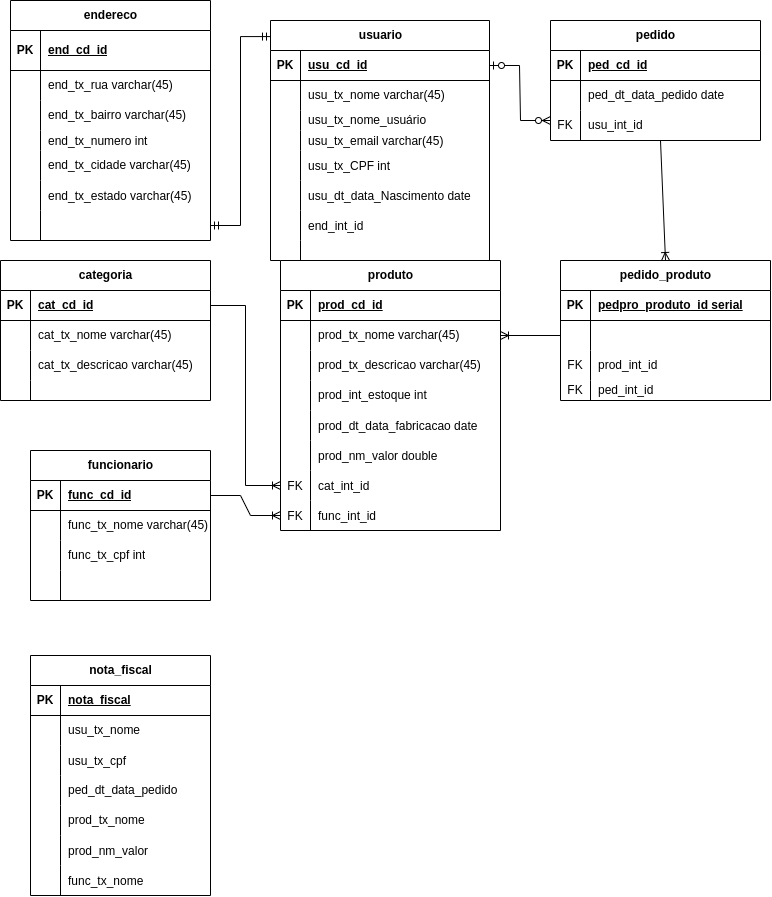 endereco
PK end_cd_id
end_tx_rua varchar(45)
end_tx_bairro varchar(45)
end_tx_numero int
end_tx_cidade varchar(45)
end_tx_estado varchar(45)
usuario
PK usu_cd_id
usu_tx_nome varchar(45)
usu_tx_nome_usuário
usu_tx_email varchar(45)
usu_tx_CPF int
usu_dt_data_Nascimento date
end_int_id
pedido
PK ped_cd_id
ped_dt_data_pedido date
FK usu_int_id
categoria
PK cat_cd_id
cat_tx_nome varchar(45)
cat_tx_descricao varchar(45)
produto
PK prod_cd_id
prod_tx_nome varchar(45)
prod_tx_descricao varchar(45)
prod_int_estoque int
prod_dt_data_fabricacao date
prod_nm_valor double
FK cat_int_id
FK func_int_id
pedido_produto
PK pedpro_produto_id serial
FK prod_int_id
FK ped_int_id
funcionario
PK func_cd_id
func_tx_nome varchar(45)
func_tx_cpf int
nota_fiscal
PK nota_fiscal
usu_tx_nome
usu_tx_cpf
ped_dt_data_pedido
prod_tx_nome
prod_nm_valor
func_tx_nome